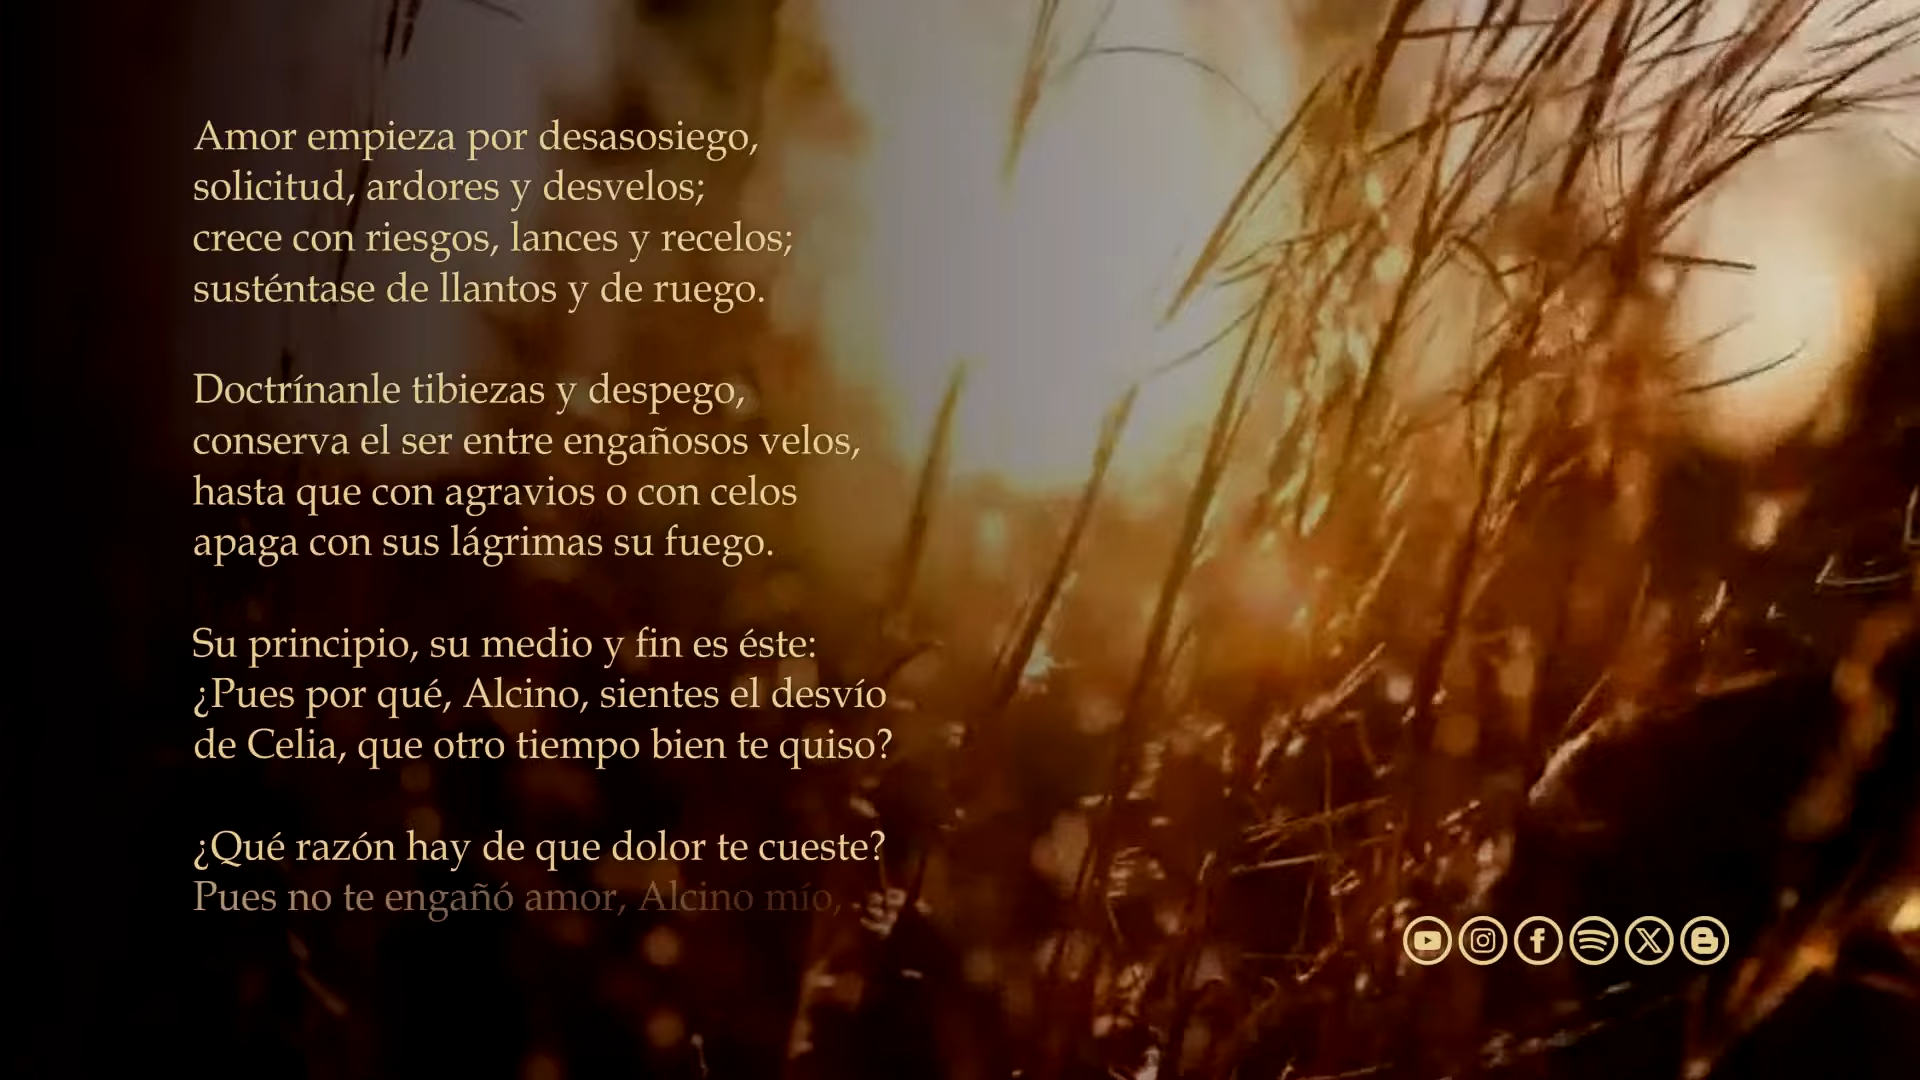 Amor empieza por desasosiego,
solicitud, ardores y desvelos;
crece con riesgos, lances y recelos;
susténtase de llantos y de ruego.
Doctrínanle tibiezas y despego,
conserva el ser entre engañosos velos,
hasta que con agravios o con celos
apaga con sus lágrimas su fuego.
Su principio, su medio y fin es éste:
¿Pues por qué, Alcino, sientes el desvío
de Celia, que otro tiempo bien te quiso?
¿Qué razón hay de que dolor te cueste?
Pues no te engañó amor, Alcino mío,